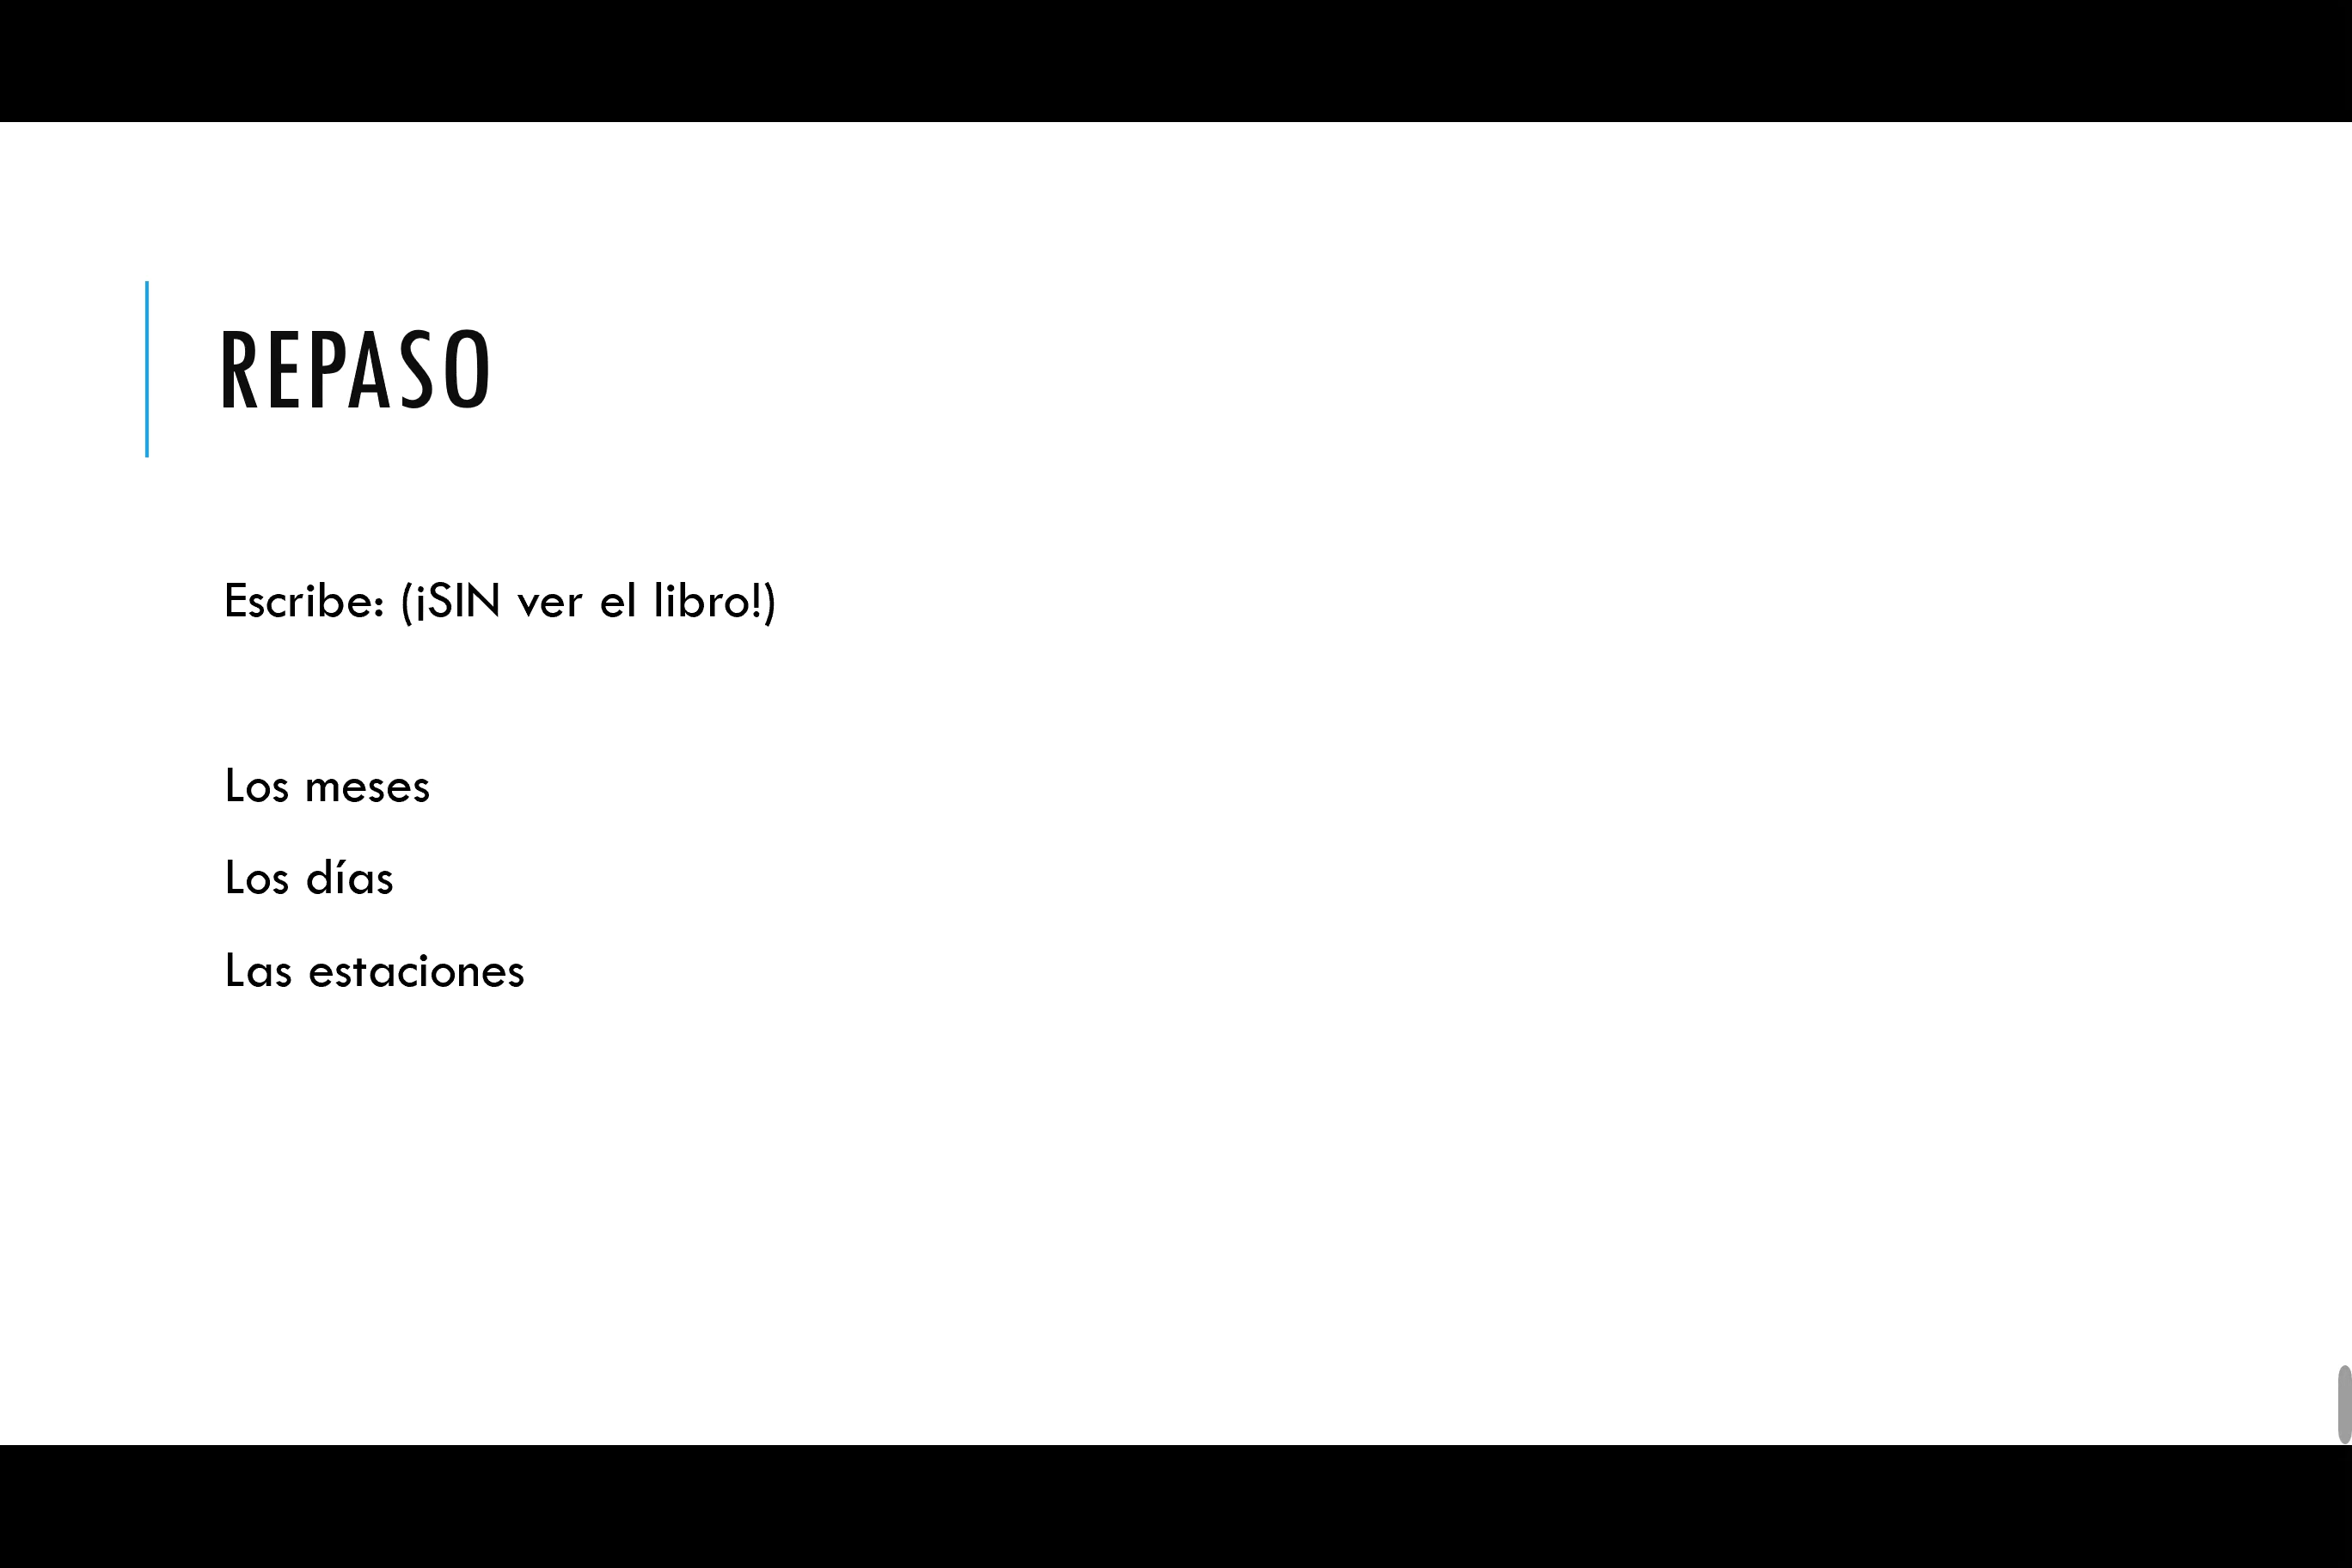 REPASO
Escribe: (¡SIN ver el libro!)
Los meses
Los días
Las estaciones